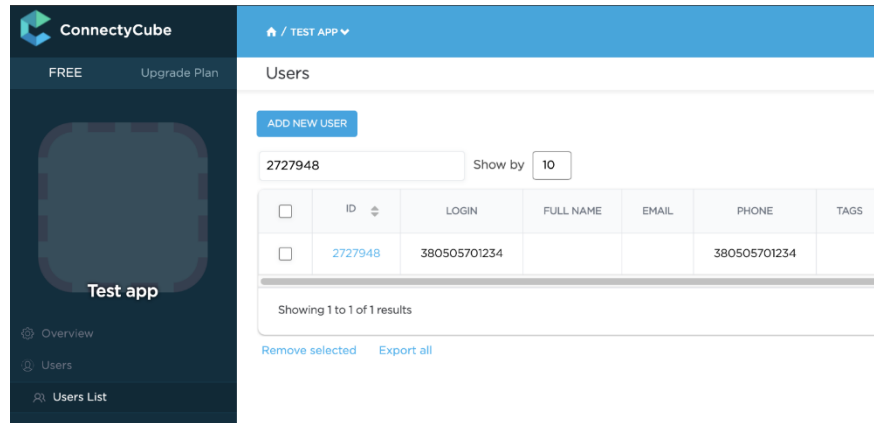 ConnectyCube
/ TEST APP
FREE Upgrade Plan
Users
ADD NEW USER
2727948 Show by 10
ID LOGIN FULL NAME EMAIL PHONE TAGS
2727948 380505701234 380505701234
Test app
Showing 1 to 1 of 1 results
Overview
Remove selected Export all
Users
Users List